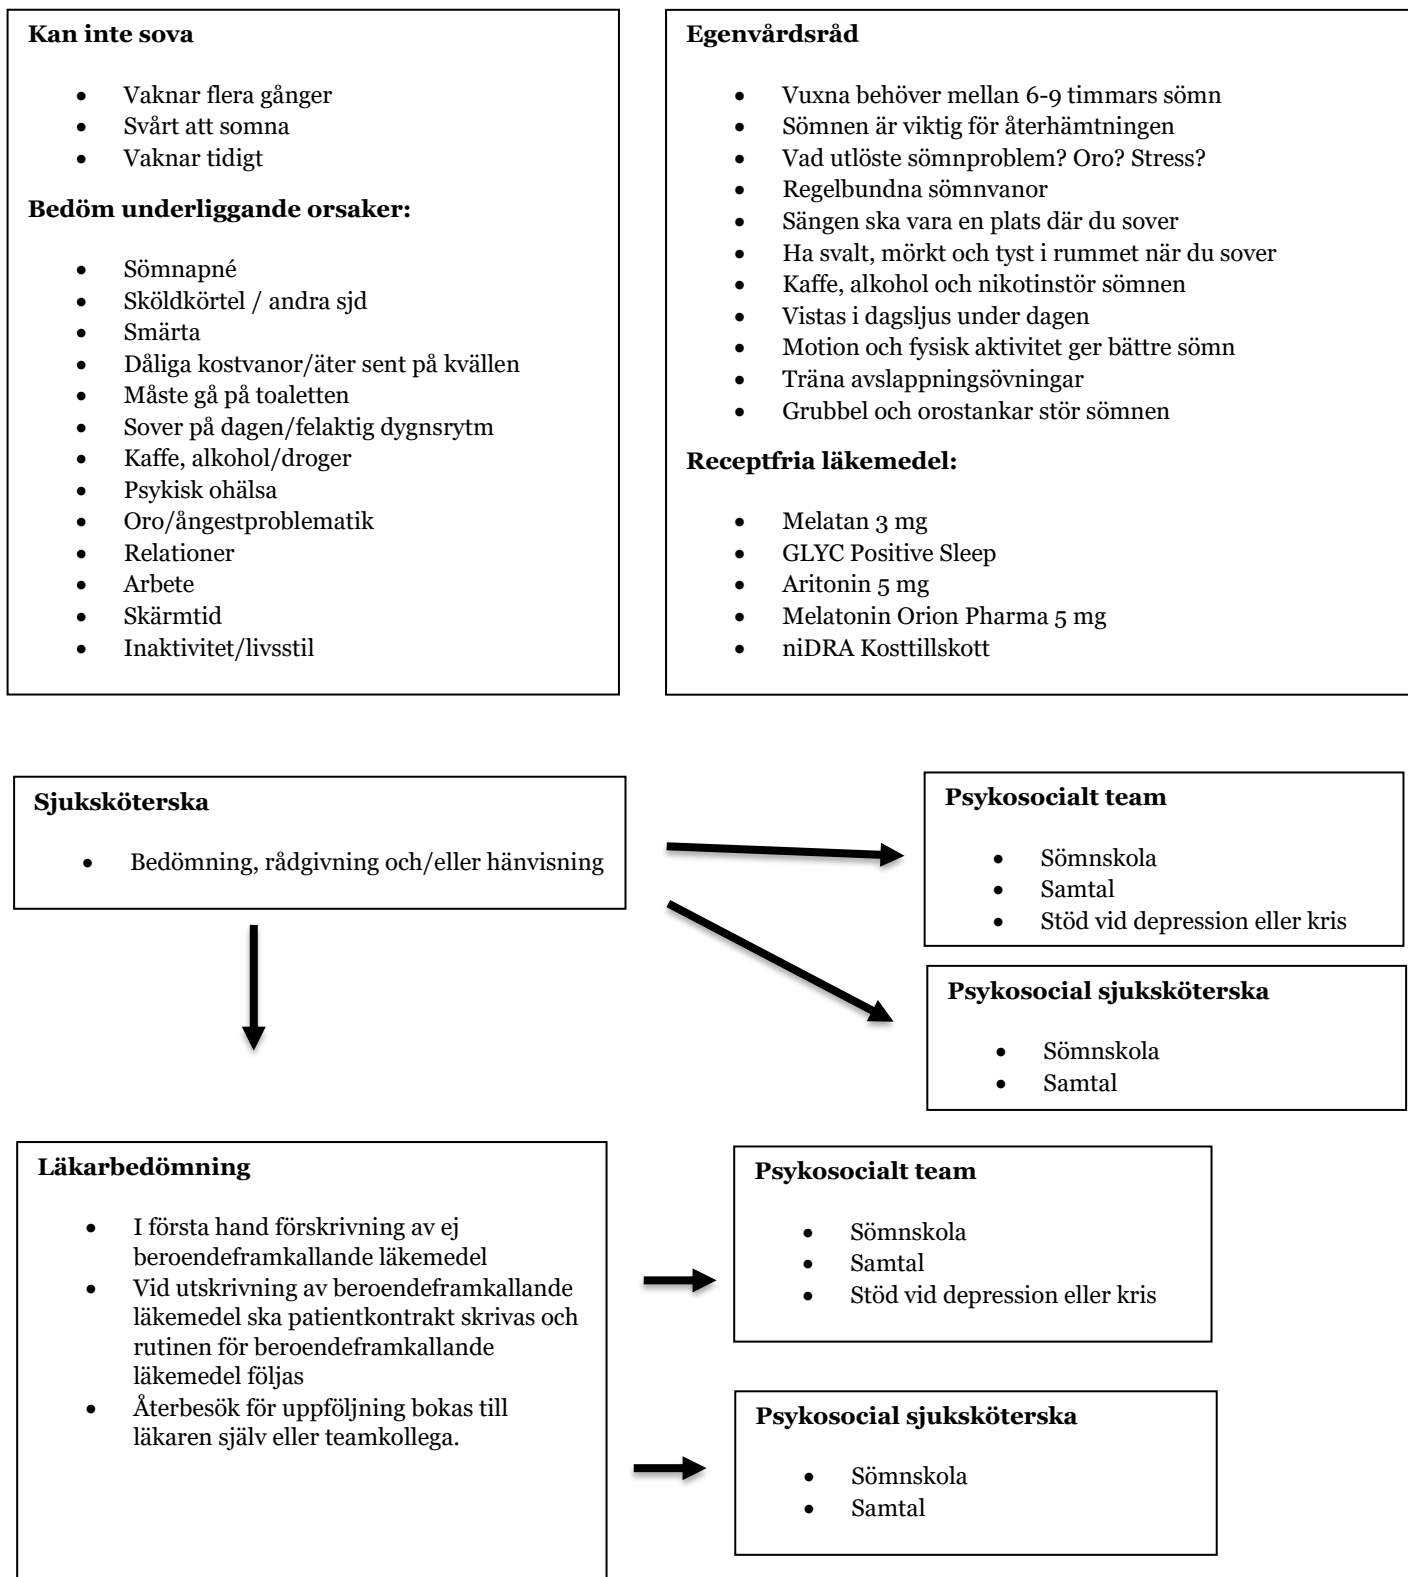 Kan inte sova
• Vaknar flera gånger
• Svårt att somna
• Vaknar tidigt
Bedöm underliggande orsaker:
• Sömnapné
• Sköldkörtel / andra sjd
• Smärta
• Dåliga kostvanor/äter sent på kvällen
• Måste gå på toaletten
• Sover på dagen/felaktig dygnsrytm
• Kaffe, alkohol/droger
• Psykisk ohälsa
• Oro/ångestproblematik
• Relationer
• Arbete
• Skärmtid
• Inaktivitet/livsstil
Egenvårdsråd
• Vuxna behöver mellan 6-9 timmars sömn
• Sömnen är viktig för återhämtningen
• Vad utlöste sömnproblem? Oro? Stress?
• Regelbundna sömnvanor
• Sängen ska vara en plats där du sover
• Ha svalt, mörkt och tyst i rummet när du sover
• Kaffe, alkohol och nikotinstör sömnen
• Vistas i dagsljus under dagen
• Motion och fysisk aktivitet ger bättre sömn
• Träna avslappningsövningar
• Grubbel och orostankar stör sömnen
Receptfria läkemedel:
• Melatan 3 mg
• GLYC Positive Sleep
• Aritonin 5 mg
• Melatonin Orion Pharma 5 mg
• niDRA Kosttillskott
Sjuksköterska
• Bedömning, rådgivning och/eller hänvisning
Psykosocialt team
• Sömnskola
• Samtal
• Stöd vid depression eller kris
Psykosocial sjuksköterska
• Sömnskola
• Samtal
Läkarbedömning
• I första hand förskrivning av ej
beroendeframkallande läkemedel
• Vid utskrivning av beroendeframkallande
läkemedel ska patientkontrakt skrivas och
rutinen för beroendeframkallande
läkemedel följas
• Återbesök för uppföljning bokas till
läkaren själv eller teamkollega.
Psykosocialt team
• Sömnskola
• Samtal
• Stöd vid depression eller kris
Psykosocial sjuksköterska
• Sömnskola
• Samtal